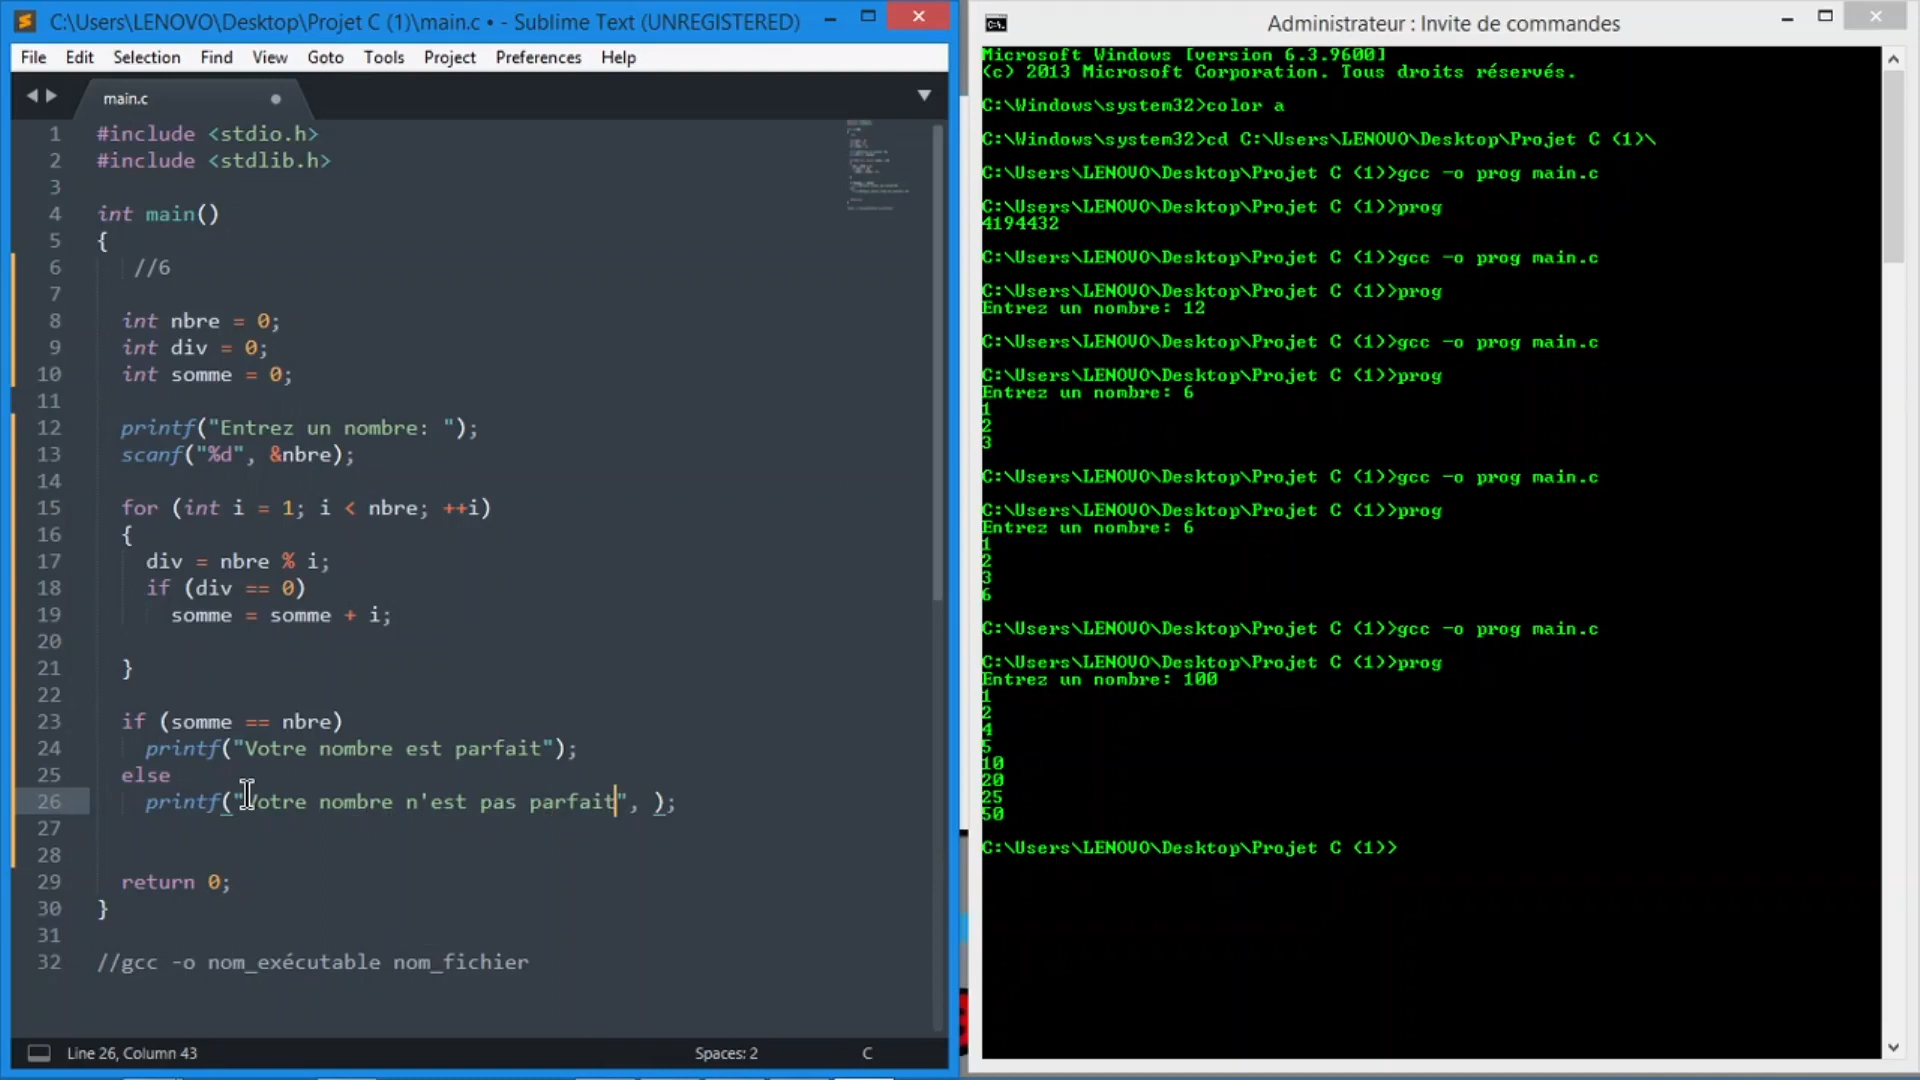 C:\Users\LENOVO\Desktop\Projet C (1)\main.c • - Sublime Text (UNREGISTERED)
File Edit Selection Find View Goto Tools Project Preferences Help
main.c
1 #include <stdio.h>
2 #include <stdlib.h>
3
4 int main()
5 {
6 //6
7
8 int nbre = 0;
9 int div = 0;
10 int somme = 0;
11
12 printf("Entrez un nombre: ");
13 scanf("%d", &nbre);
14
15 for (int i = 1; i < nbre; ++i)
16 {
17 div = nbre % i;
18 if (div == 0)
19 somme = somme + i;
20
21 }
22
23 if (somme == nbre)
24 printf("Votre nombre est parfait");
25 else
26 printf("Votre nombre n'est pas parfait", );
27
28
29 return 0;
30 }
31
32 //gcc -o nom_exécutable nom_fichier
Line 26, Column 43 Spaces: 2 C
Administrateur : Invite de commandes
Microsoft Windows [version 6.3.9600]
(c) 2013 Microsoft Corporation. Tous droits réservés.
C:\Windows\system32>color a
C:\Windows\system32>cd C:\Users\LENOVO\Desktop\Projet C (1)\
C:\Users\LENOVO\Desktop\Projet C (1)>gcc -o prog main.c
C:\Users\LENOVO\Desktop\Projet C (1)>prog
4194432
C:\Users\LENOVO\Desktop\Projet C (1)>gcc -o prog main.c
C:\Users\LENOVO\Desktop\Projet C (1)>prog
Entrez un nombre: 12
C:\Users\LENOVO\Desktop\Projet C (1)>gcc -o prog main.c
C:\Users\LENOVO\Desktop\Projet C (1)>prog
Entrez un nombre: 6
1
2
3
C:\Users\LENOVO\Desktop\Projet C (1)>gcc -o prog main.c
C:\Users\LENOVO\Desktop\Projet C (1)>prog
Entrez un nombre: 6
1
2
3
6
C:\Users\LENOVO\Desktop\Projet C (1)>gcc -o prog main.c
C:\Users\LENOVO\Desktop\Projet C (1)>prog
Entrez un nombre: 100
1
2
4
5
10
20
25
50
C:\Users\LENOVO\Desktop\Projet C (1)>